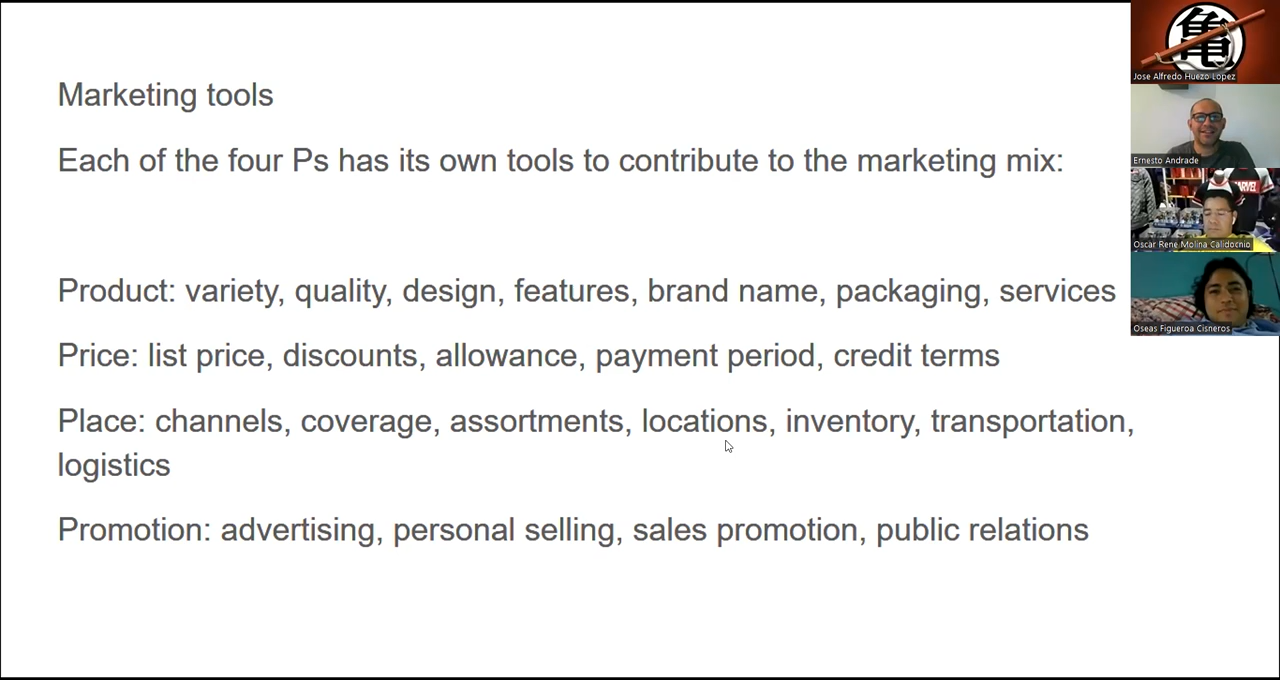 Marketing tools
Each of the four Ps has its own tools to contribute to the marketing mix:
Product: variety, quality, design, features, brand name, packaging, services
Price: list price, discounts, allowance, payment period, credit terms
Place: channels, coverage, assortments, locations, inventory, transportation,
logistics
Promotion: advertising, personal selling, sales promotion, public relations
亀
Jose Alfredo Huezo Lopez
Ernesto Andrade
MARVEL
Oscar Rene Molina Calidocnio
Oseas Figueroa Cisneros